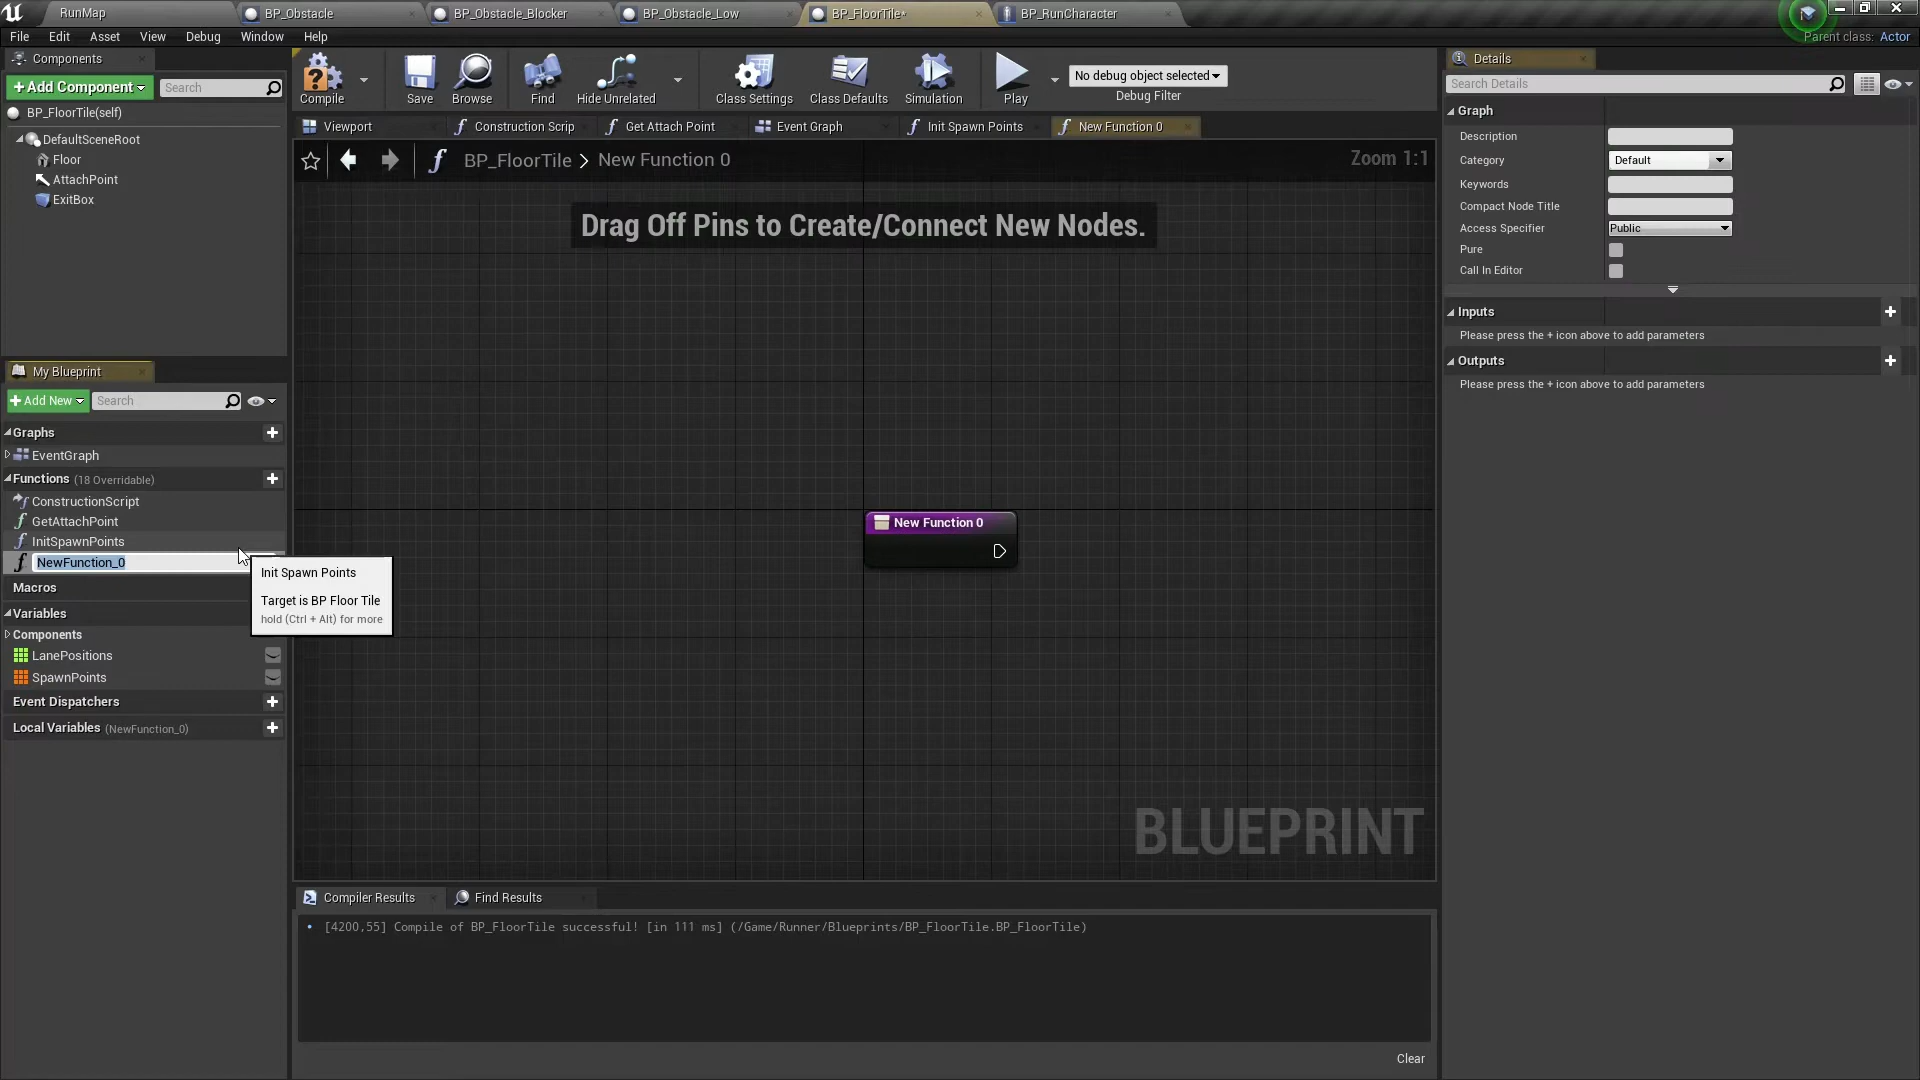 RunMap
BP_Obstacle
BP_Obstacle_Blocker
BP_Obstacle_Low
BP_FloorTile*
BP_RunCharacter
File
Edit
Asset
View
Debug
Window
Help
Parent class: Actor
Components
+Add Component
Search
BP_FloorTile(self)
DefaultSceneRoot
Floor
AttachPoint
ExitBox
Compile
Save
Browse
Find
Hide Unrelated
Class Settings
Class Defaults
Simulation
Play
No debug object selected
Debug Filter
Viewport
Construction Scrip
Get Attach Point
Event Graph
Init Spawn Points
New Function 0
BP_FloorTile > New Function 0
Zoom 1:1
Drag Off Pins to Create/Connect New Nodes.
New Function 0
BLUEPRINT
My Blueprint
+Add New
Search
Graphs
EventGraph
Functions (18 Overridable)
ConstructionScript
GetAttachPoint
InitSpawnPoints
NewFunction_0
Macros
Variables
Components
LanePositions
SpawnPoints
Event Dispatchers
Local Variables (NewFunction_0)
Init Spawn Points
Target is BP Floor Tile
hold (Ctrl + Alt) for more
Compiler Results
Find Results
[4200,55] Compile of BP_FloorTile successful! [in 111 ms] (/Game/Runner/Blueprints/BP_FloorTile.BP_FloorTile)
Clear
Details
Search Details
Graph
Description
Category
Default
Keywords
Compact Node Title
Access Specifier
Public
Pure
Call In Editor
Inputs
Please press the + icon above to add parameters
Outputs
Please press the + icon above to add parameters